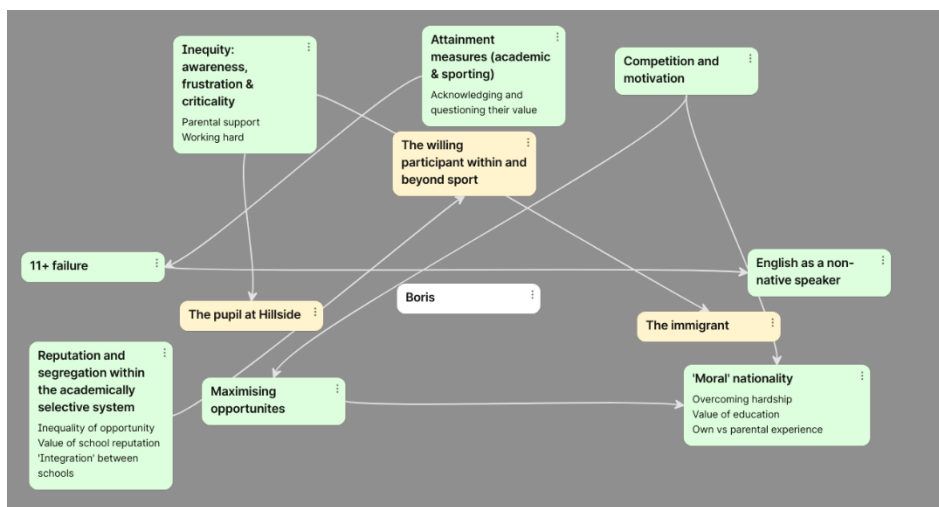 Inequity:
awareness,
frustration &
criticality
Parental support
Working hard
Attainment
measures (academic
& sporting)
Acknowledging and
questioning their value
Competition and
motivation
The willing
participant within and
beyond sport
11+ failure
English as a non-
native speaker
Boris
The pupil at Hillside
The immigrant
Reputation and
segregation within
the academically
selective system
Inequality of opportunity
Value of school reputation
'Integration' between
schools
Maximising
opportunites
'Moral' nationality
Overcoming hardship
Value of education
Own vs parental experience